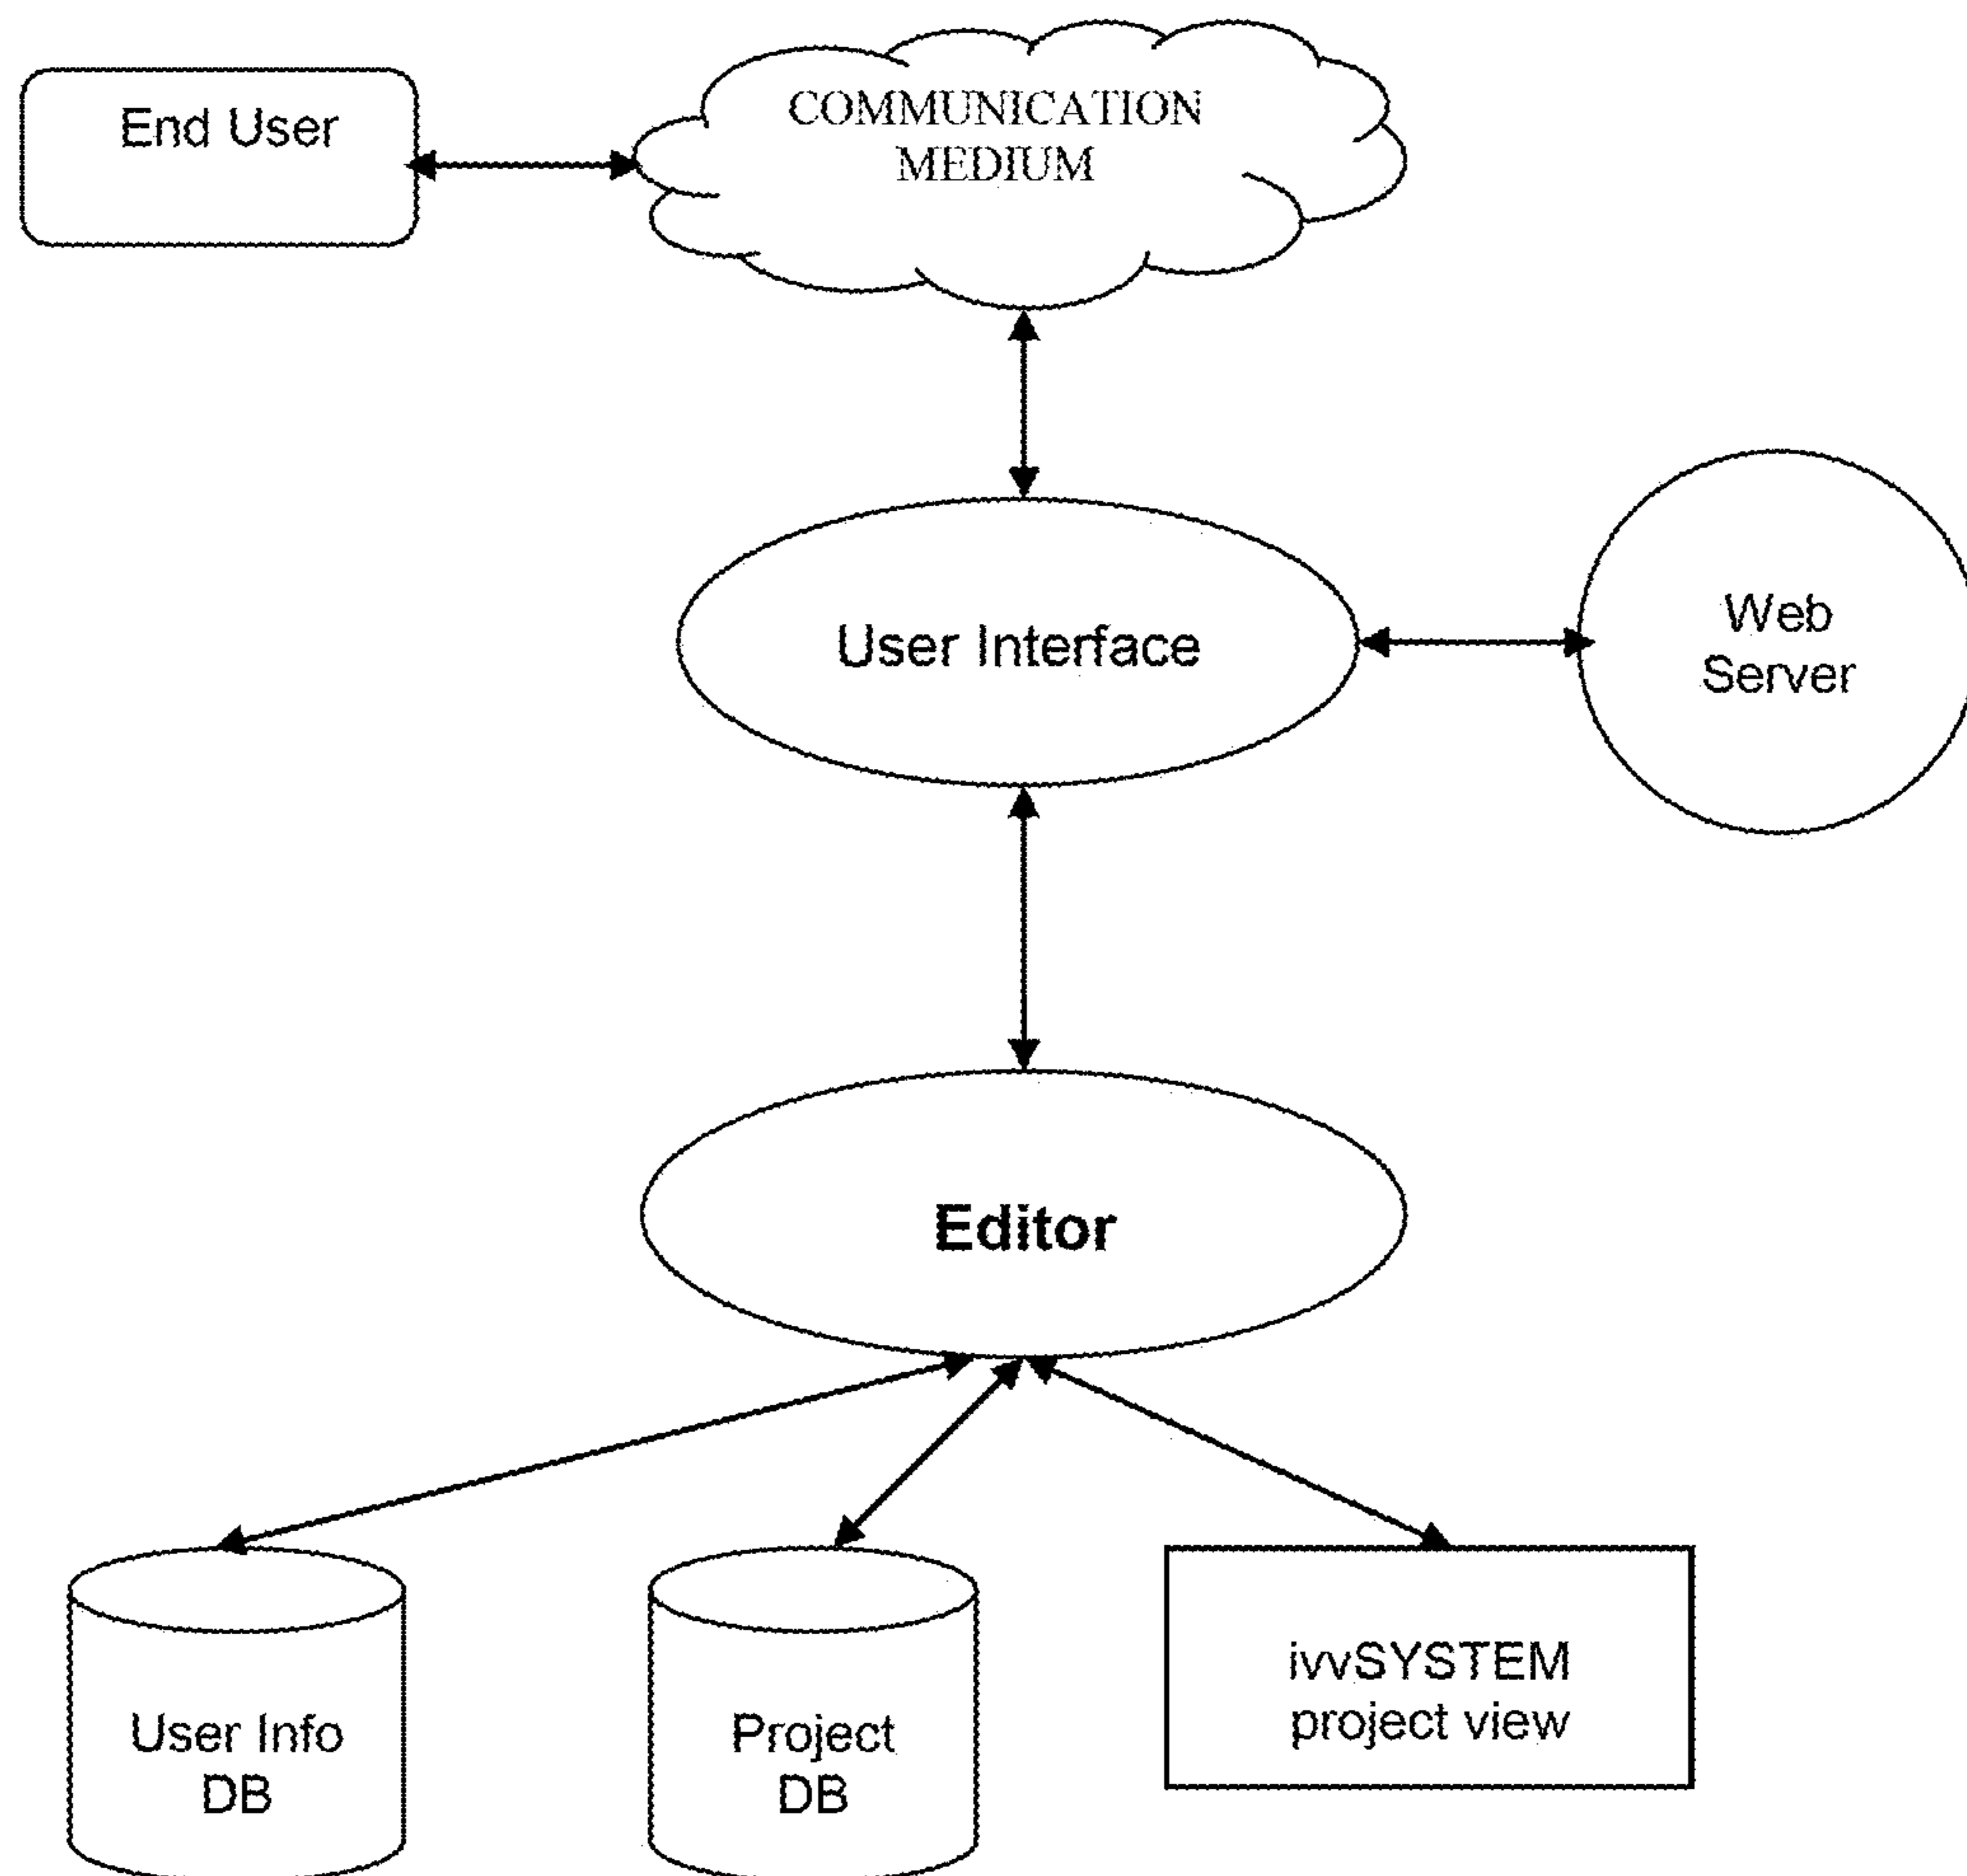 End User
COMMUNICATION
MEDIUM
User Interface
Web
Server
Editor
User Info
DB
Project
DB
ivvSYSTEM
project view